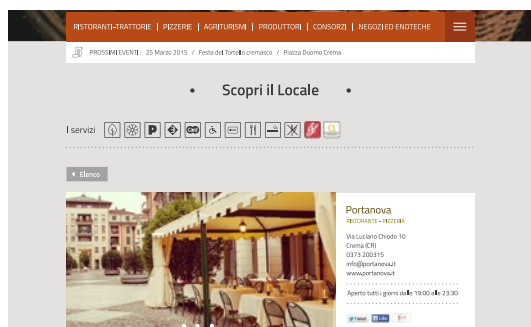 RISTORANTI-TRATTORIE | PIZZERIE | AGRITURISMI | PRODUTTORI | CONSORZI | NEGOZI ED ENOTECHE
PROSSIMI EVENTI : 25 Marzo 2015 / Festa del Tortello cremasco / Piazza Duomo Crema
• Scopri il Locale •
I servizi P
Elenco
Portanova
RISTORANTE - PIZZERIA
Via Luciano Chiodo 10
Crema (CR)
0373 200315
info@portanova.it
www.portanova.it
Aperto tutti i giorni dalle 19:00 alle 23:30
Tweet Like